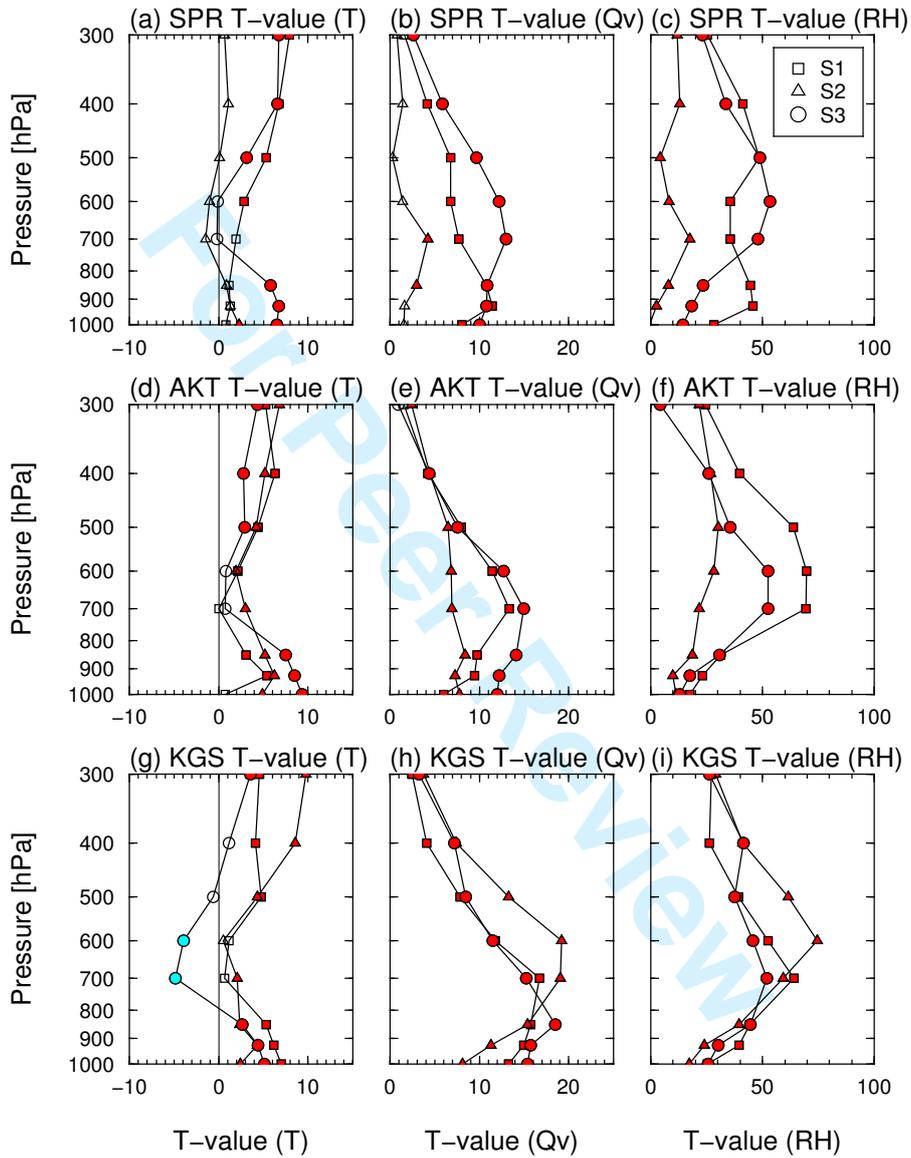 (a) SPR T−value (T)
(b) SPR T−value (Qv)
(c) SPR T−value (RH)
Pressure [hPa]
300
400
500
600
700
800
900
1000
S1
S2
S3
−10 0 10
0 10 20
0 50 100
(d) AKT T−value (T)
(e) AKT T−value (Qv)
(f) AKT T−value (RH)
Pressure [hPa]
300
400
500
600
700
800
900
1000
−10 0 10
0 10 20
0 50 100
(g) KGS T−value (T)
(h) KGS T−value (Qv)
(i) KGS T−value (RH)
Pressure [hPa]
300
400
500
600
700
800
900
1000
−10 0 10
0 10 20
0 50 100
T−value (T)
T−value (Qv)
T−value (RH)
For Peer Review